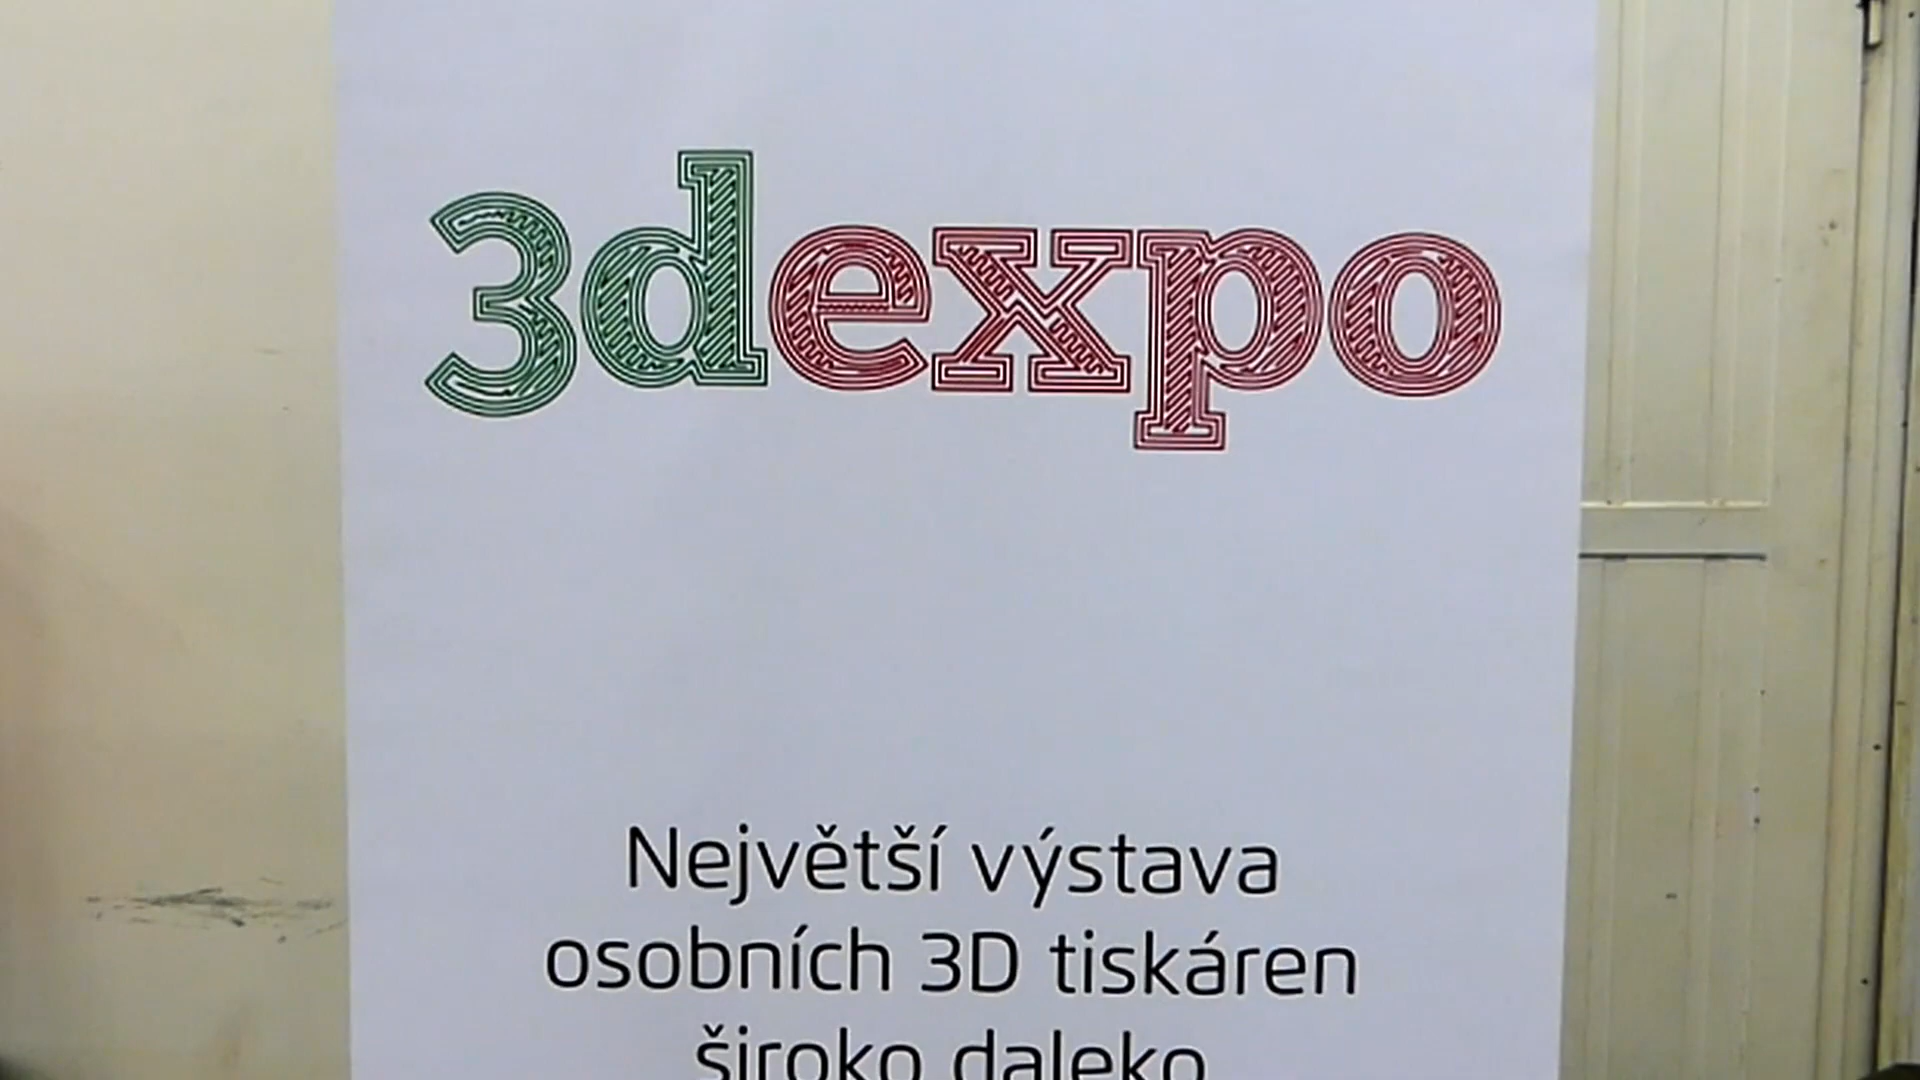 3dexpo
Největší výstava
osobních 3D tiskáren
široko daleko